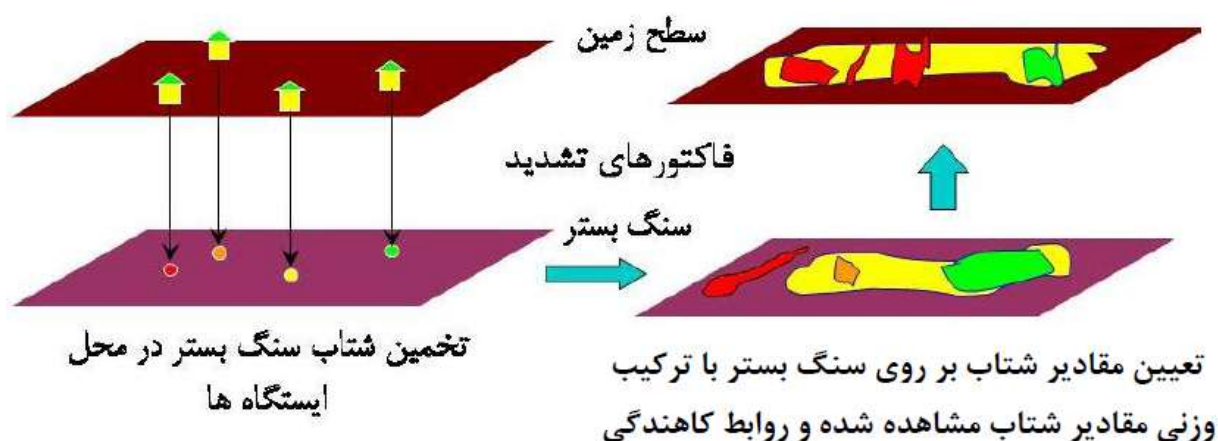 سطح زمین
فاکتورهای تشدید
سنگ بستر
تخمین شتاب سنگ بستر در محل
ایستگاه ها
تعیین مقادیر شتاب بر روی سنگ بستر با ترکیب
وزنی مقادیر شتاب مشاهده شده و روابط کاهندگی